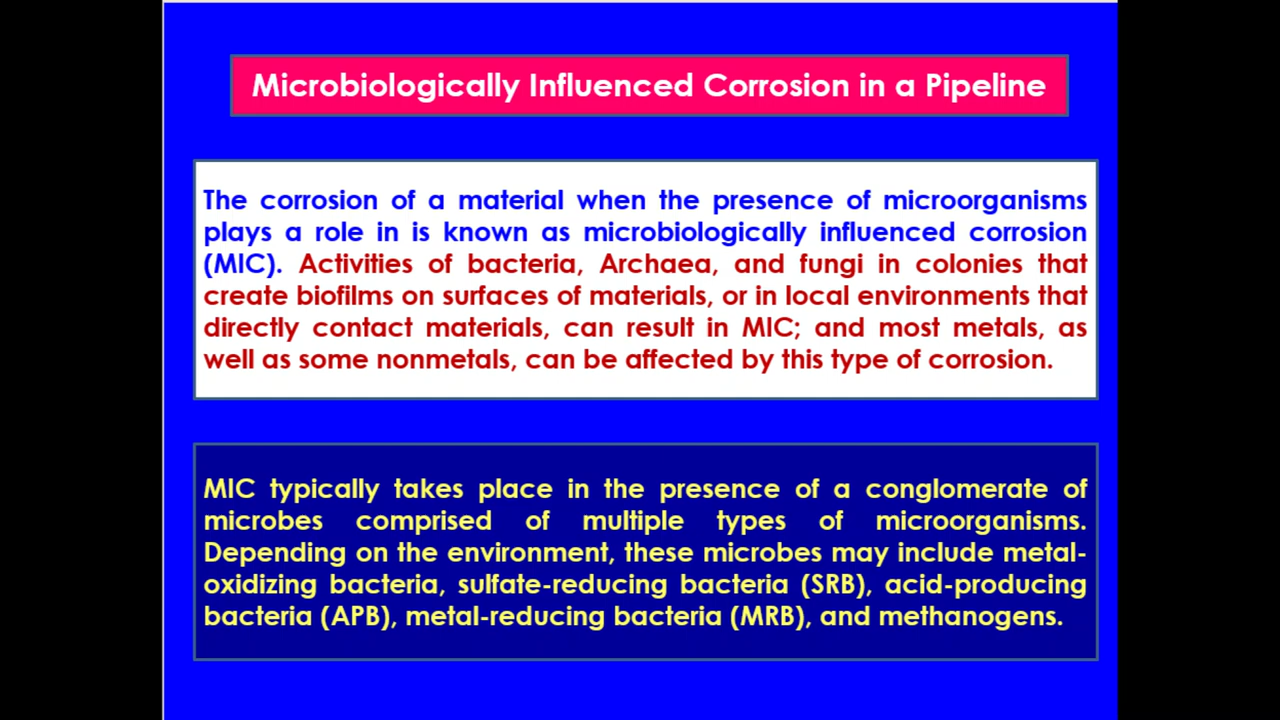 Microbiologically Influenced Corrosion in a Pipeline
The corrosion of a material when the presence of microorganisms
plays a role in is known as microbiologically influenced corrosion
(MIC). Activities of bacteria, Archaea, and fungi in colonies that
create biofilms on surfaces of materials, or in local environments that
directly contact materials, can result in MIC; and most metals, as
well as some nonmetals, can be affected by this type of corrosion.
MIC typically takes place in the presence of a conglomerate of
microbes comprised of multiple types of microorganisms.
Depending on the environment, these microbes may include metal-
oxidizing bacteria, sulfate-reducing bacteria (SRB), acid-producing
bacteria (APB), metal-reducing bacteria (MRB), and methanogens.